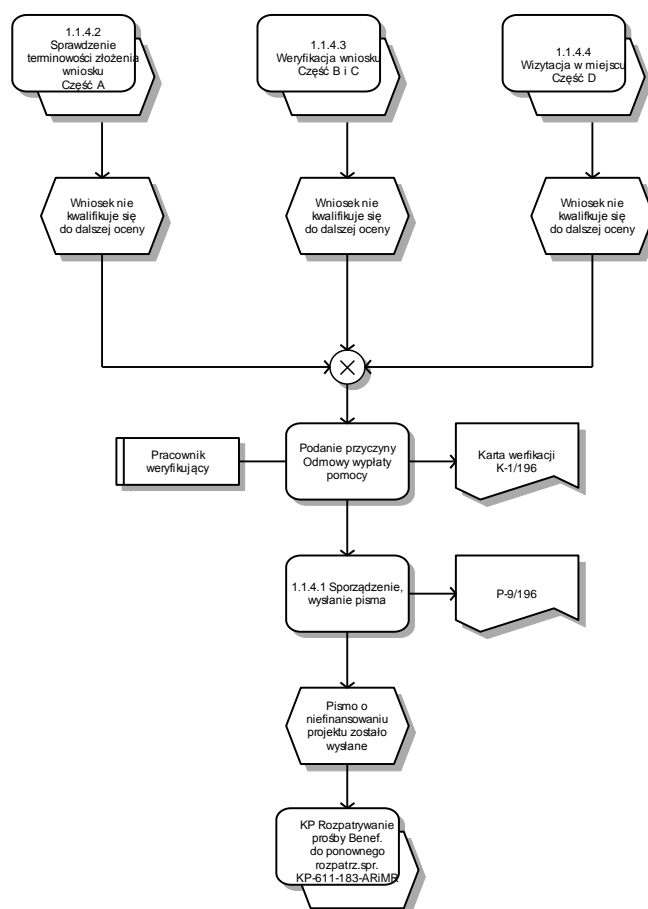 1.1.4.2
Sprawdzenie
terminowości złożenia
wniosku
Część A
1.1.4.3
Weryfikacja wniosku
Część B i C
1.1.4.4
Wizytacja w miejscu
Część D
Wniosek nie
kwalifikuje się
do dalszej oceny
Wniosek nie
kwalifikuje się
do dalszej oceny
Wniosek nie
kwalifikuje się
do dalszej oceny
Pracownik
weryfikujący
Podanie przyczyny
Odmowy wypłaty
pomocy
Karta werfikacji
K-1/196
1.1.4.1 Sporządzenie,
wysłanie pisma
P-9/196
Pismo o
niefinansowaniu
projektu zostało
wysłane
KP Rozpatrywanie
prośby Benef.
do ponownego
rozpatrz.spr.
KP-611-183-ARiMR